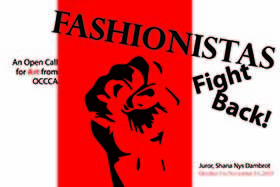 FASHIONISTAS
Fight
Back!
An Open Call
for Art from
OCCCA
Juror, Shana Nys Dambrot